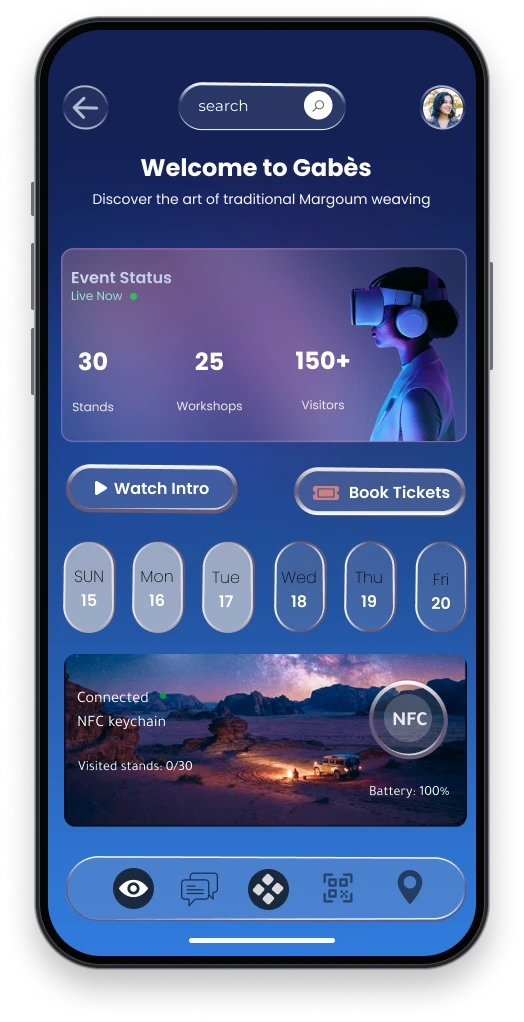 search
Welcome to Gabès
Discover the art of traditional Margoum weaving
Event Status
Live Now
30 25 150+
Stands Workshops Visitors
Watch Intro Book Tickets
SUN Mon Tue Wed Thu Fri
15 16 17 18 19 20
Connected
NFC keychain
NFC
Visited stands: 0/30
Battery: 100%